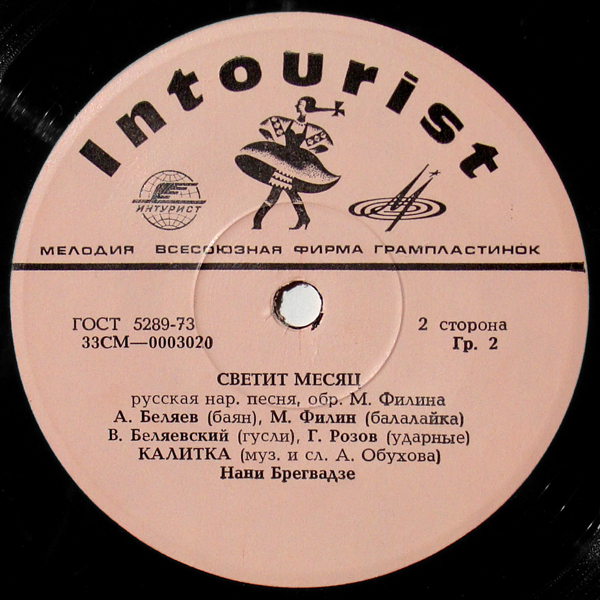 Intourist
ИНТУРИСТ
МЕЛОДИЯ ВСЕСОЮЗНАЯ ФИРМА ГРАМПЛАСТИНОК
ГОСТ 5289-73
33СМ—0003020
2 сторона
Гр. 2
СВЕТИТ МЕСЯЦ
русская нар. песня, обр. М. Филина
А. Беляев (баян), М. Филин (балалайка)
В. Беляевский (гусли), Г. Розов (ударные)
КАЛИТКА (муз. и сл. А. Обухова)
Нани Брегвадзе